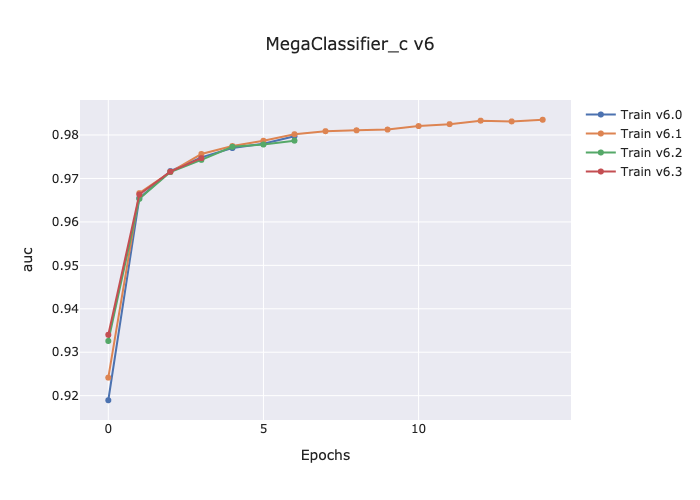 MegaClassifier_c v6
Train v6.0
Train v6.1
Train v6.2
Train v6.3
0.98
0.97
0.96
0.95
0.94
0.93
0.92
auc
0
5
10
Epochs